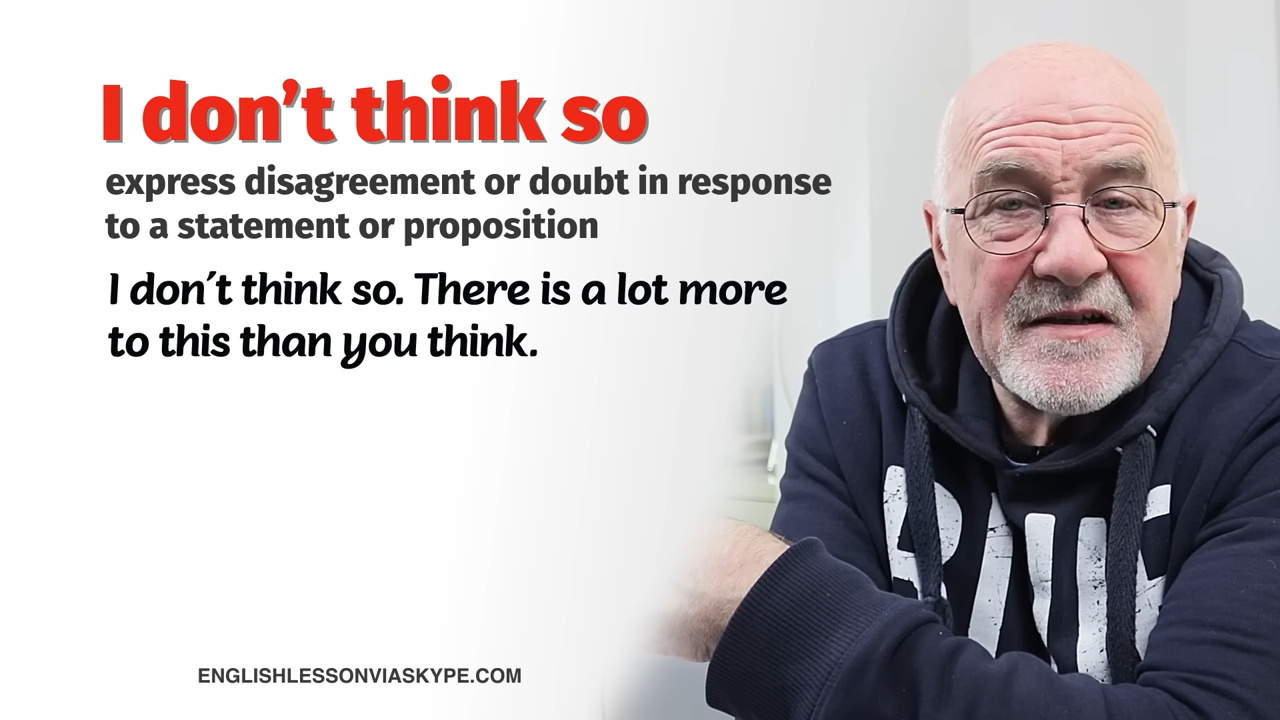 I don't think so
express disagreement or doubt in response
to a statement or proposition
I don´t think so. There is a lot more
to this than you think.
ENGLISHLESSONVIASKYPE.COM